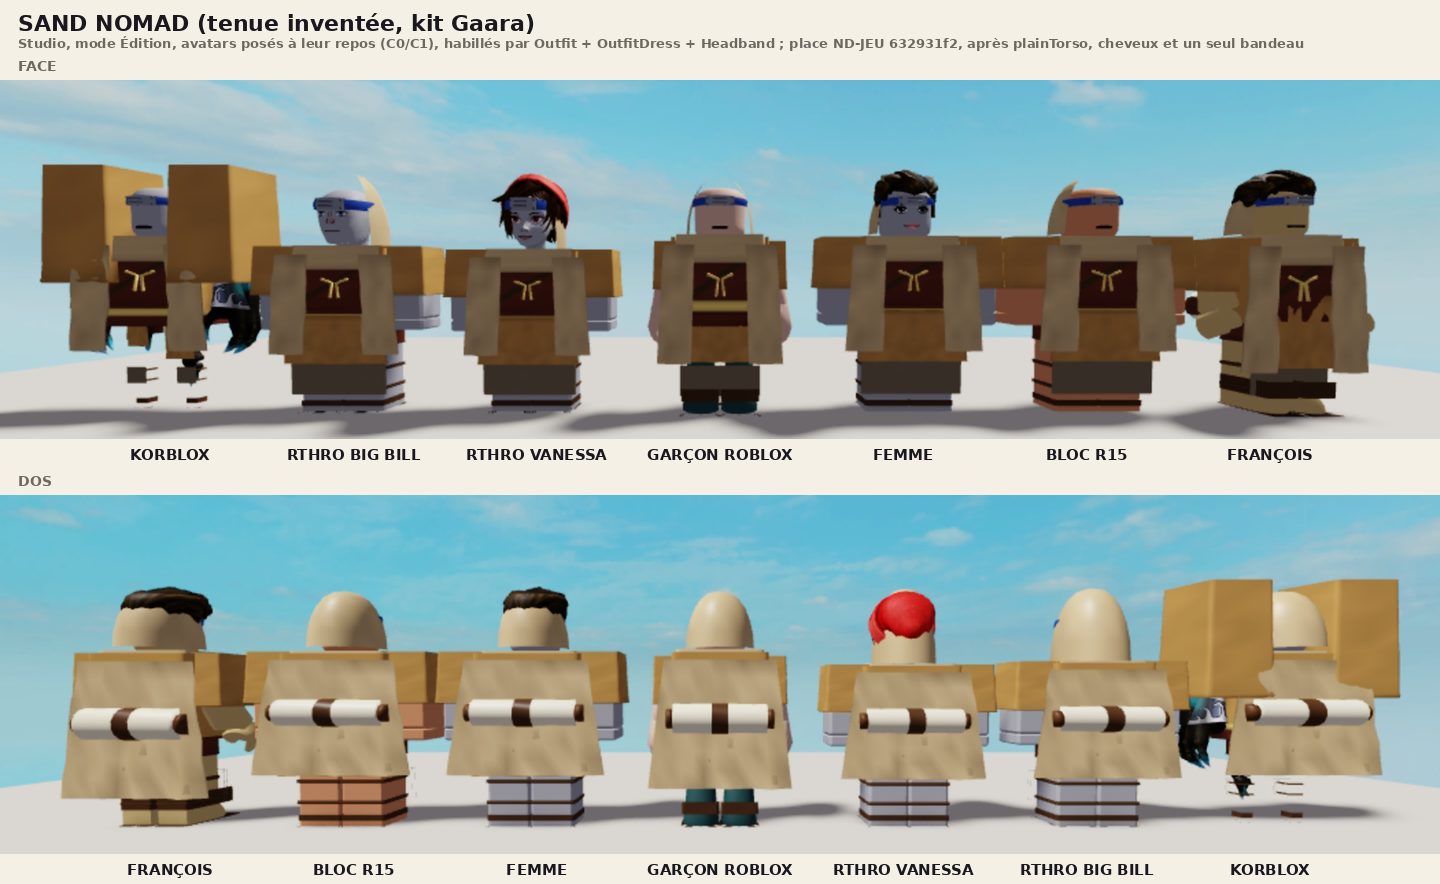 SAND NOMAD (tenue inventée, kit Gaara)
Studio, mode Édition, avatars posés à leur repos (C0/C1), habillés par Outfit + OutfitDress + Headband ; place ND-JEU 632931f2, après plainTorso, cheveux et un seul bandeau
FACE
KORBLOX RTHRO BIG BILL RTHRO VANESSA GARÇON ROBLOX FEMME BLOC R15 FRANÇOIS
DOS
FRANÇOIS BLOC R15 FEMME GARÇON ROBLOX RTHRO VANESSA RTHRO BIG BILL KORBLOX